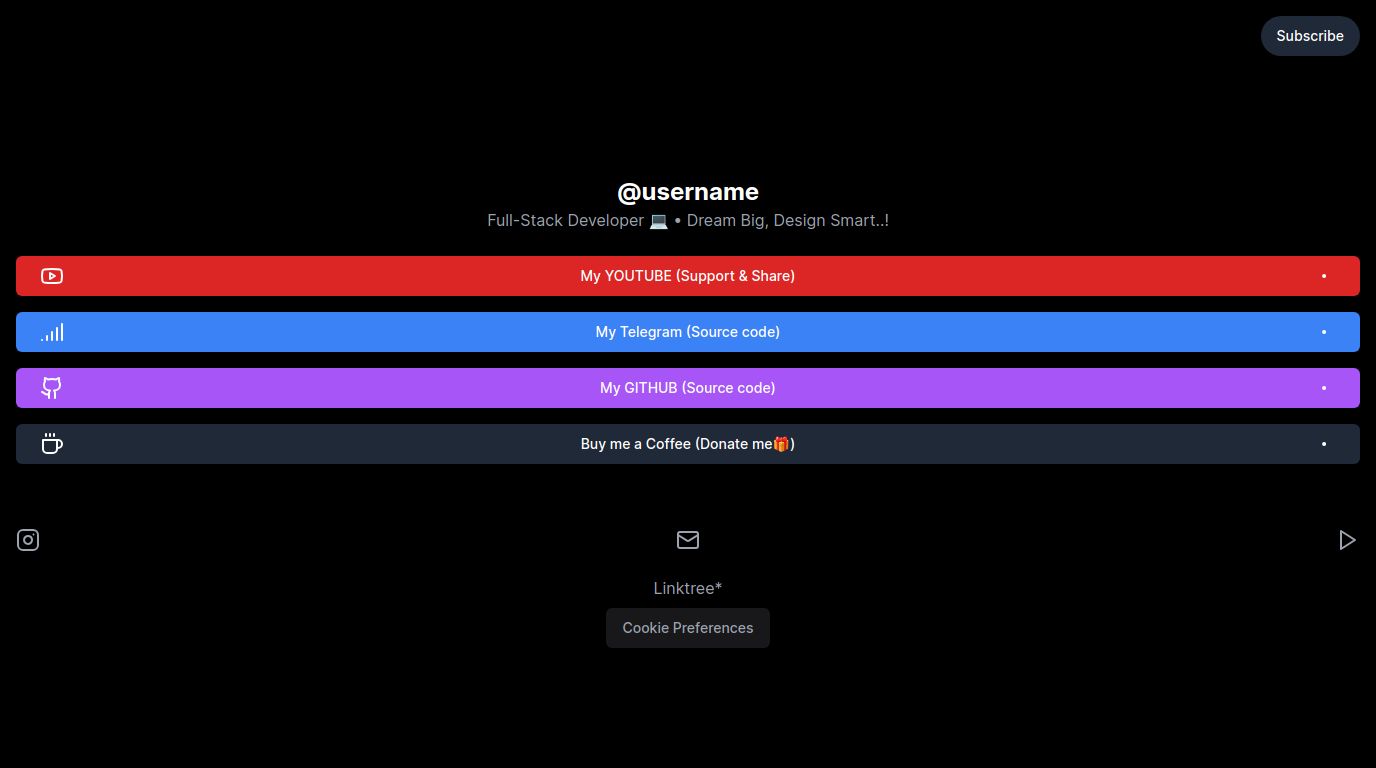 Subscribe
@username
Full-Stack Developer 💻 • Dream Big, Design Smart..!
My YOUTUBE (Support & Share)
My Telegram (Source code)
My GITHUB (Source code)
Buy me a Coffee (Donate me🎁)
Linktree*
Cookie Preferences